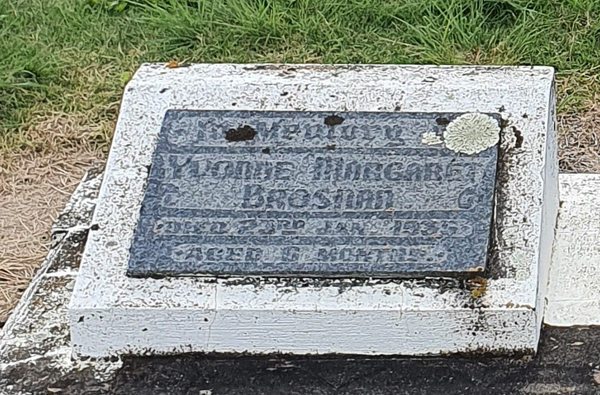 In Memory
Yvonne Margaret
Brosnan
Died 23rd Jan. 1935
Aged 6 Months.